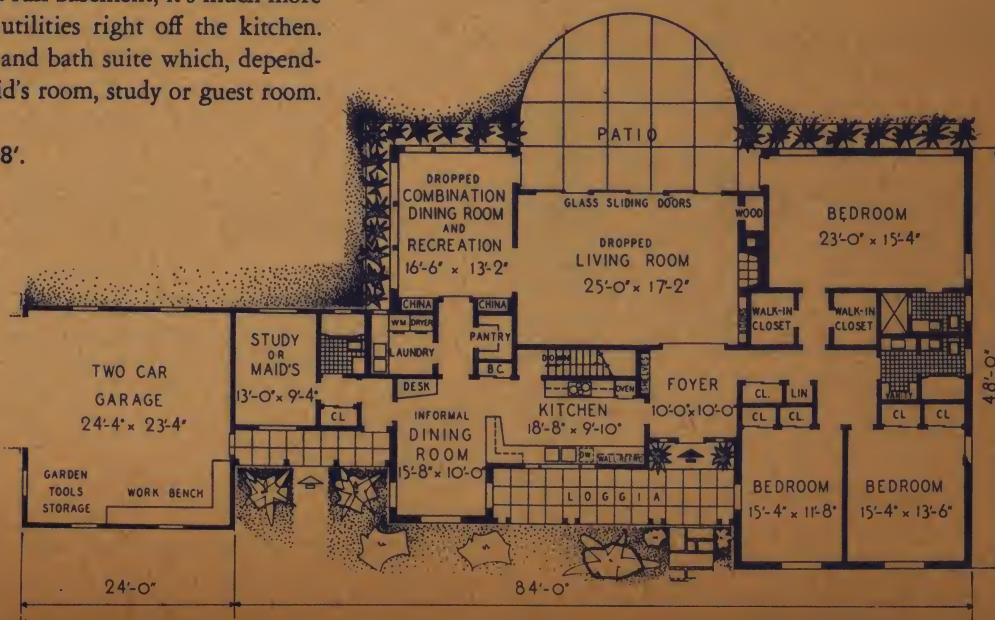 utilities right off the kitchen.
and bath suite which, depend-
id's room, study or guest room.
8'.
PATIO
DROPPED
COMBINATION
DINING ROOM
AND
RECREATION
16'-6" x 13'-2"
GLASS SLIDING DOORS
DROPPED
LIVING ROOM
25'-0" x 17'-2"
WOOD
BEDROOM
23'-0" x 15'-4"
WALK-IN
CLOSET
WALK-IN
CLOSET
CHINA
CHINA
WM
DRYER
LAUNDRY
PANTRY
B.C.
DESK
STUDY
OR
MAID'S
13'-0" x 9'-4"
CL
TWO CAR
GARAGE
24'-4" x 23'-4"
GARDEN
TOOLS
STORAGE
WORK BENCH
INFORMAL
DINING
ROOM
15'-8" x 10'-0"
DOWN
OVEN
KITCHEN
18'-8" x 9'-10"
DW
FOYER
10'-0" x 10'-0"
CL.
LIN
CL
CL
VANITY
CL
CL
LOGGIA
BEDROOM
15'-4" x 11'-8"
BEDROOM
15'-4" x 13'-6"
48'-0"
24'-0"
84'-0"